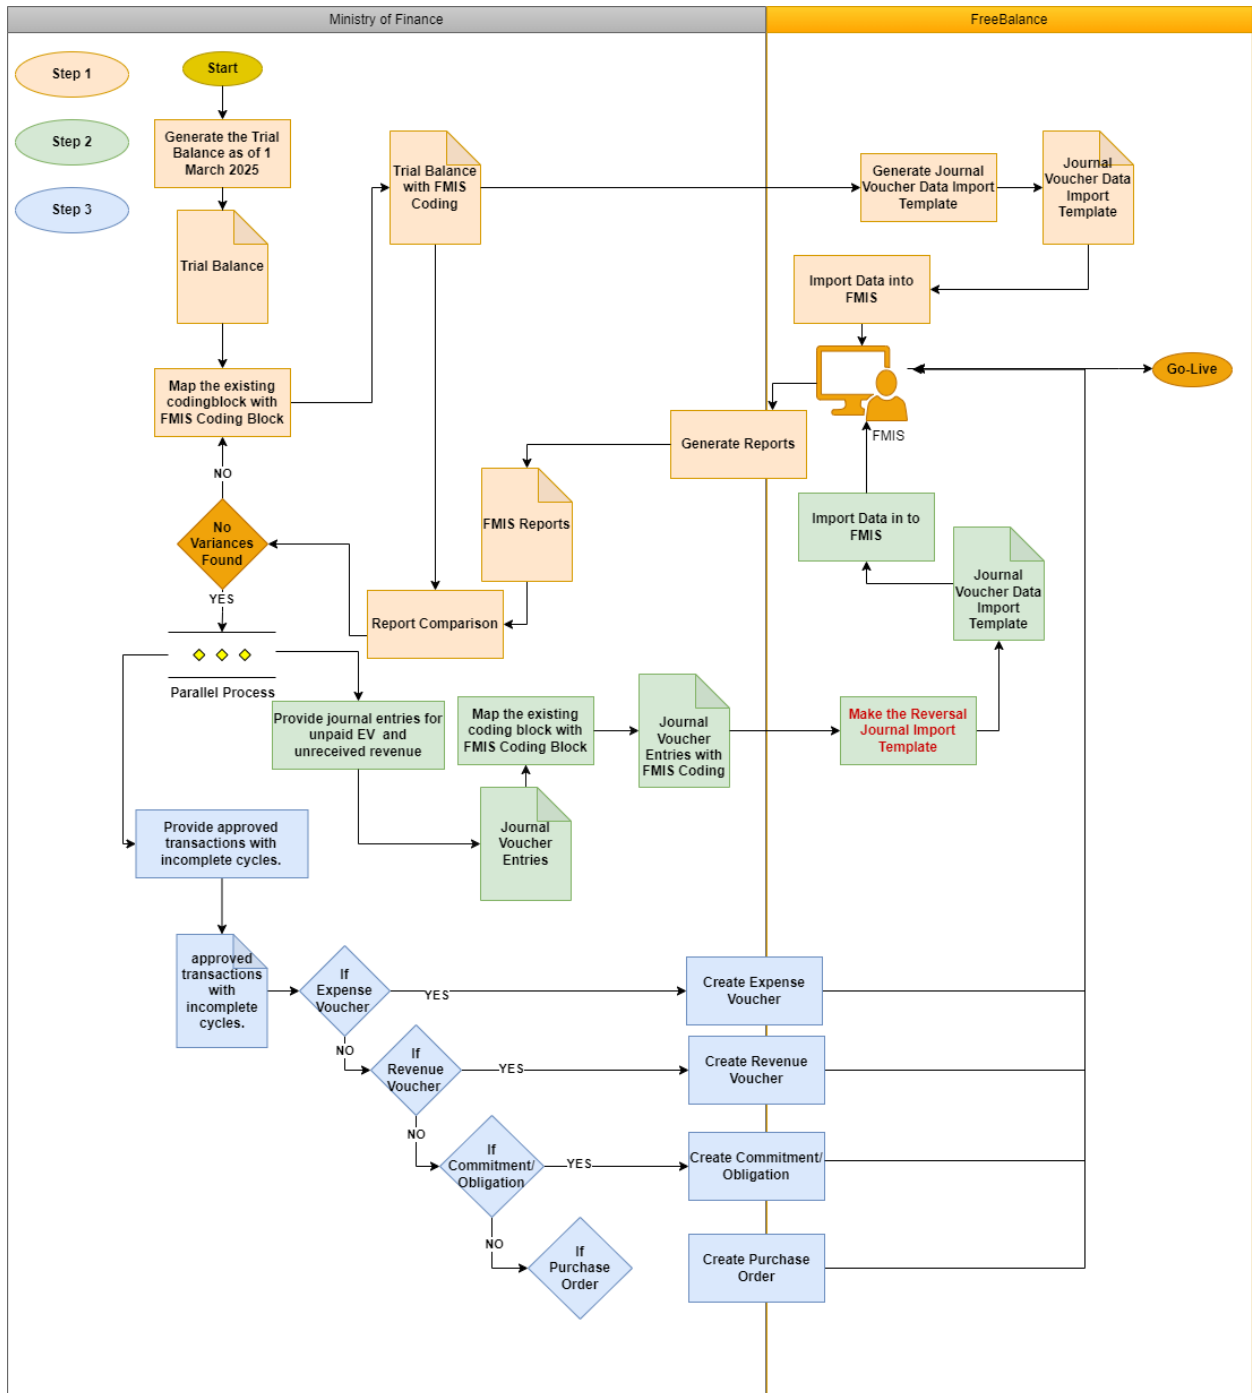 Ministry of Finance
FreeBalance
Step 1
Start
Step 2
Step 3
Generate the Trial
Balance as of 1
March 2025
Trial Balance
Map the existing
codingblock with
FMIS Coding Block
Trial Balance
with FMIS
Coding
Generate Journal
Voucher Data Import
Template
Journal
Voucher Data
Import
Template
Import Data into
FMIS
FMIS
Go-Live
Generate Reports
FMIS Reports
Report Comparison
NO
No
Variances
Found
YES
Parallel Process
Provide journal entries for
unpaid EV and
unreceived revenue
Journal
Voucher
Entries
Map the existing
coding block with
FMIS Coding Block
Journal
Voucher
Entries with
FMIS Coding
Make the Reversal
Journal Import
Template
Journal
Voucher Data
Import
Template
Import Data in to
FMIS
Provide approved
transactions with
incomplete cycles.
approved
transactions
with
incomplete
cycles.
If
Expense
Voucher
YES
Create Expense
Voucher
NO
If
Revenue
Voucher
YES
Create Revenue
Voucher
NO
If
Commitment/
Obligation
YES
Create Commitment/
Obligation
NO
If
Purchase
Order
Create Purchase
Order